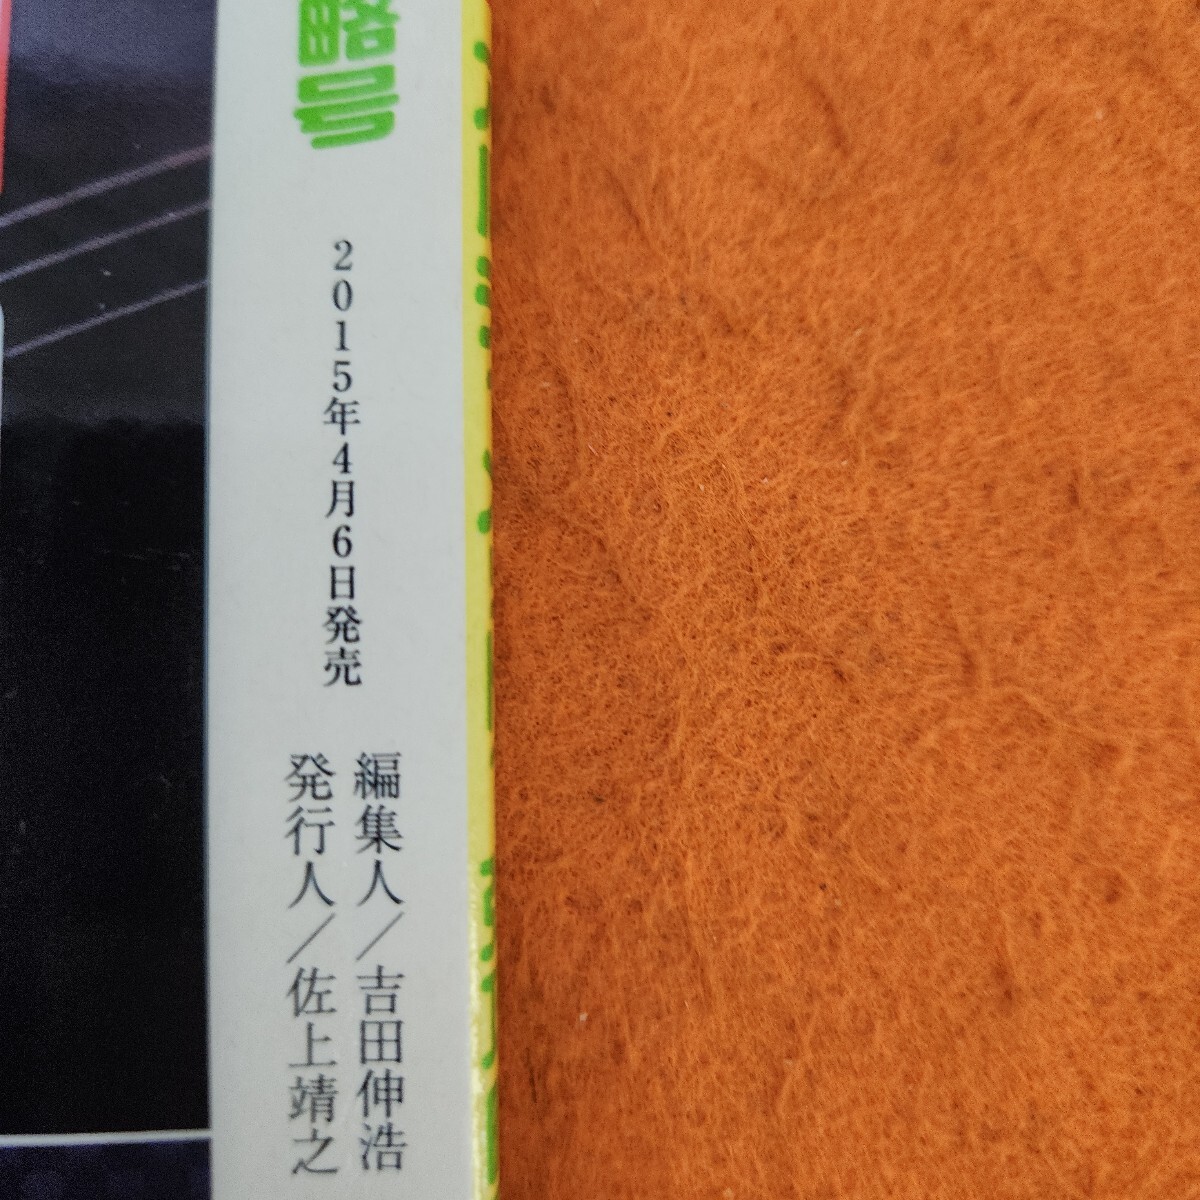 略号
2015年4月6日発売
編集人／吉田伸浩
発行人／佐上靖之